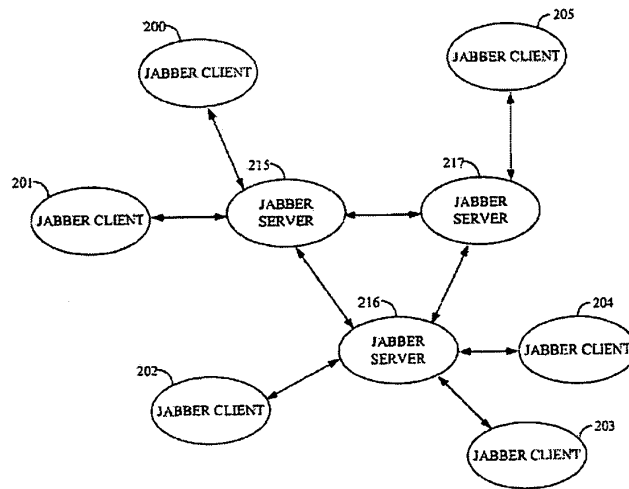 200
JABBER CLIENT
205
JABBER CLIENT
201
JABBER CLIENT
215
JABBER
SERVER
217
JABBER
SERVER
216
JABBER
SERVER
204
JABBER CLIENT
202
JABBER CLIENT
203
JABBER CLIENT